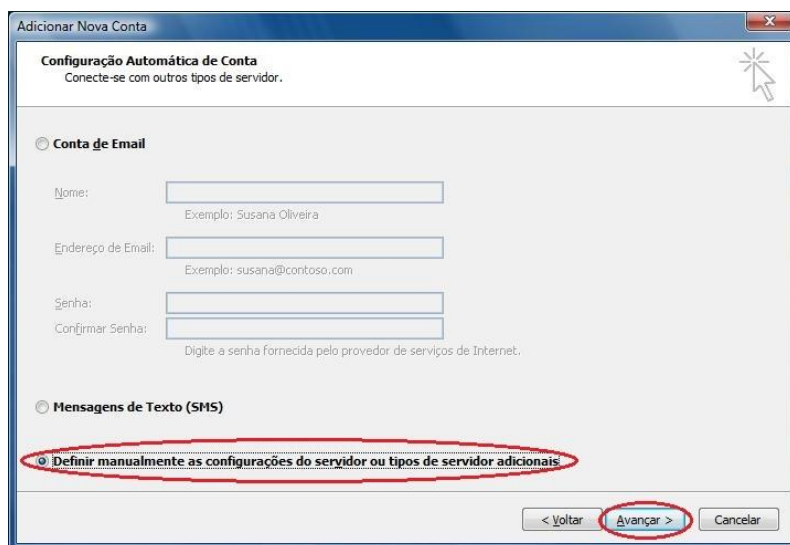 Adicionar Nova Conta
Configuração Automática de Conta
Conecte-se com outros tipos de servidor.
Conta de Email
Nome:
Exemplo: Susana Oliveira
Endereço de Email:
Exemplo: susana@contoso.com
Senha:
Confirmar Senha:
Digite a senha fornecida pelo provedor de serviços de Internet.
Mensagens de Texto (SMS)
Definir manualmente as configurações do servidor ou tipos de servidor adicionais
< Voltar Avançar > Cancelar